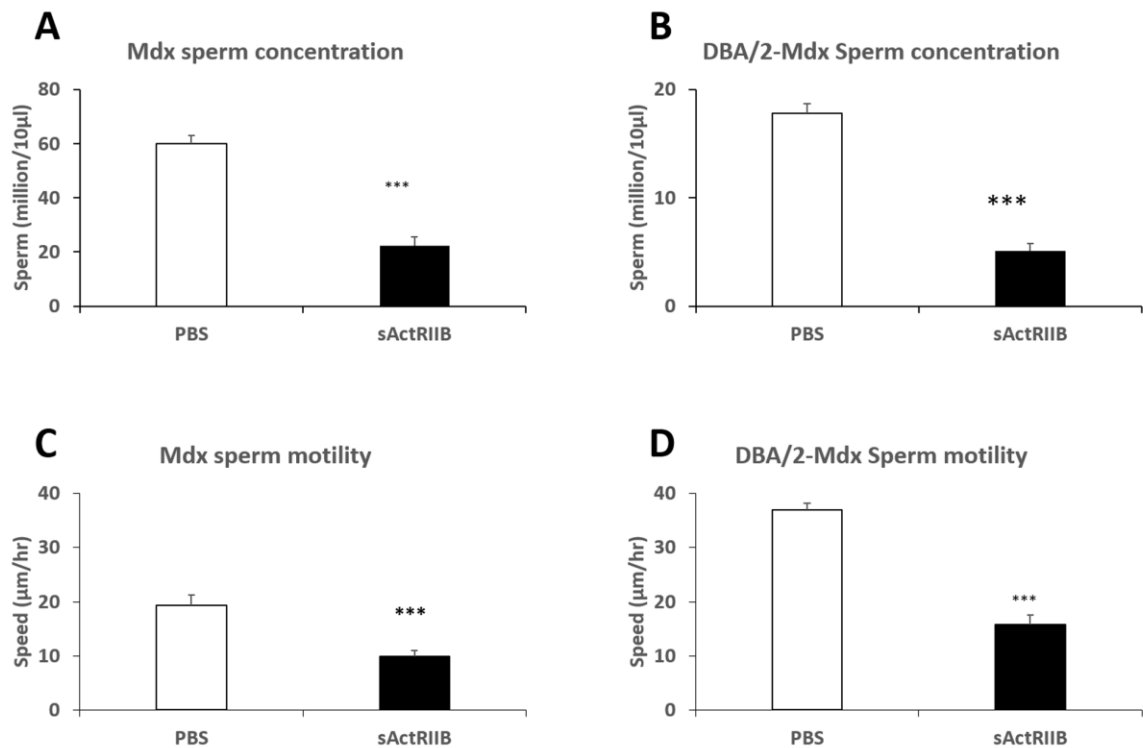 A
Mdx sperm concentration
Sperm (million/10µl)
80
60
40
20
0
***
PBS
sActRIIB
B
DBA/2-Mdx Sperm concentration
Sperm (million/10µl)
20
10
0
***
PBS
sActRIIB
C
Mdx sperm motility
Speed (µm/hr)
40
30
20
10
0
***
PBS
sActRIIB
D
DBA/2-Mdx Sperm motility
Speed (µm/hr)
40
30
20
10
0
***
PBS
sActRIIB